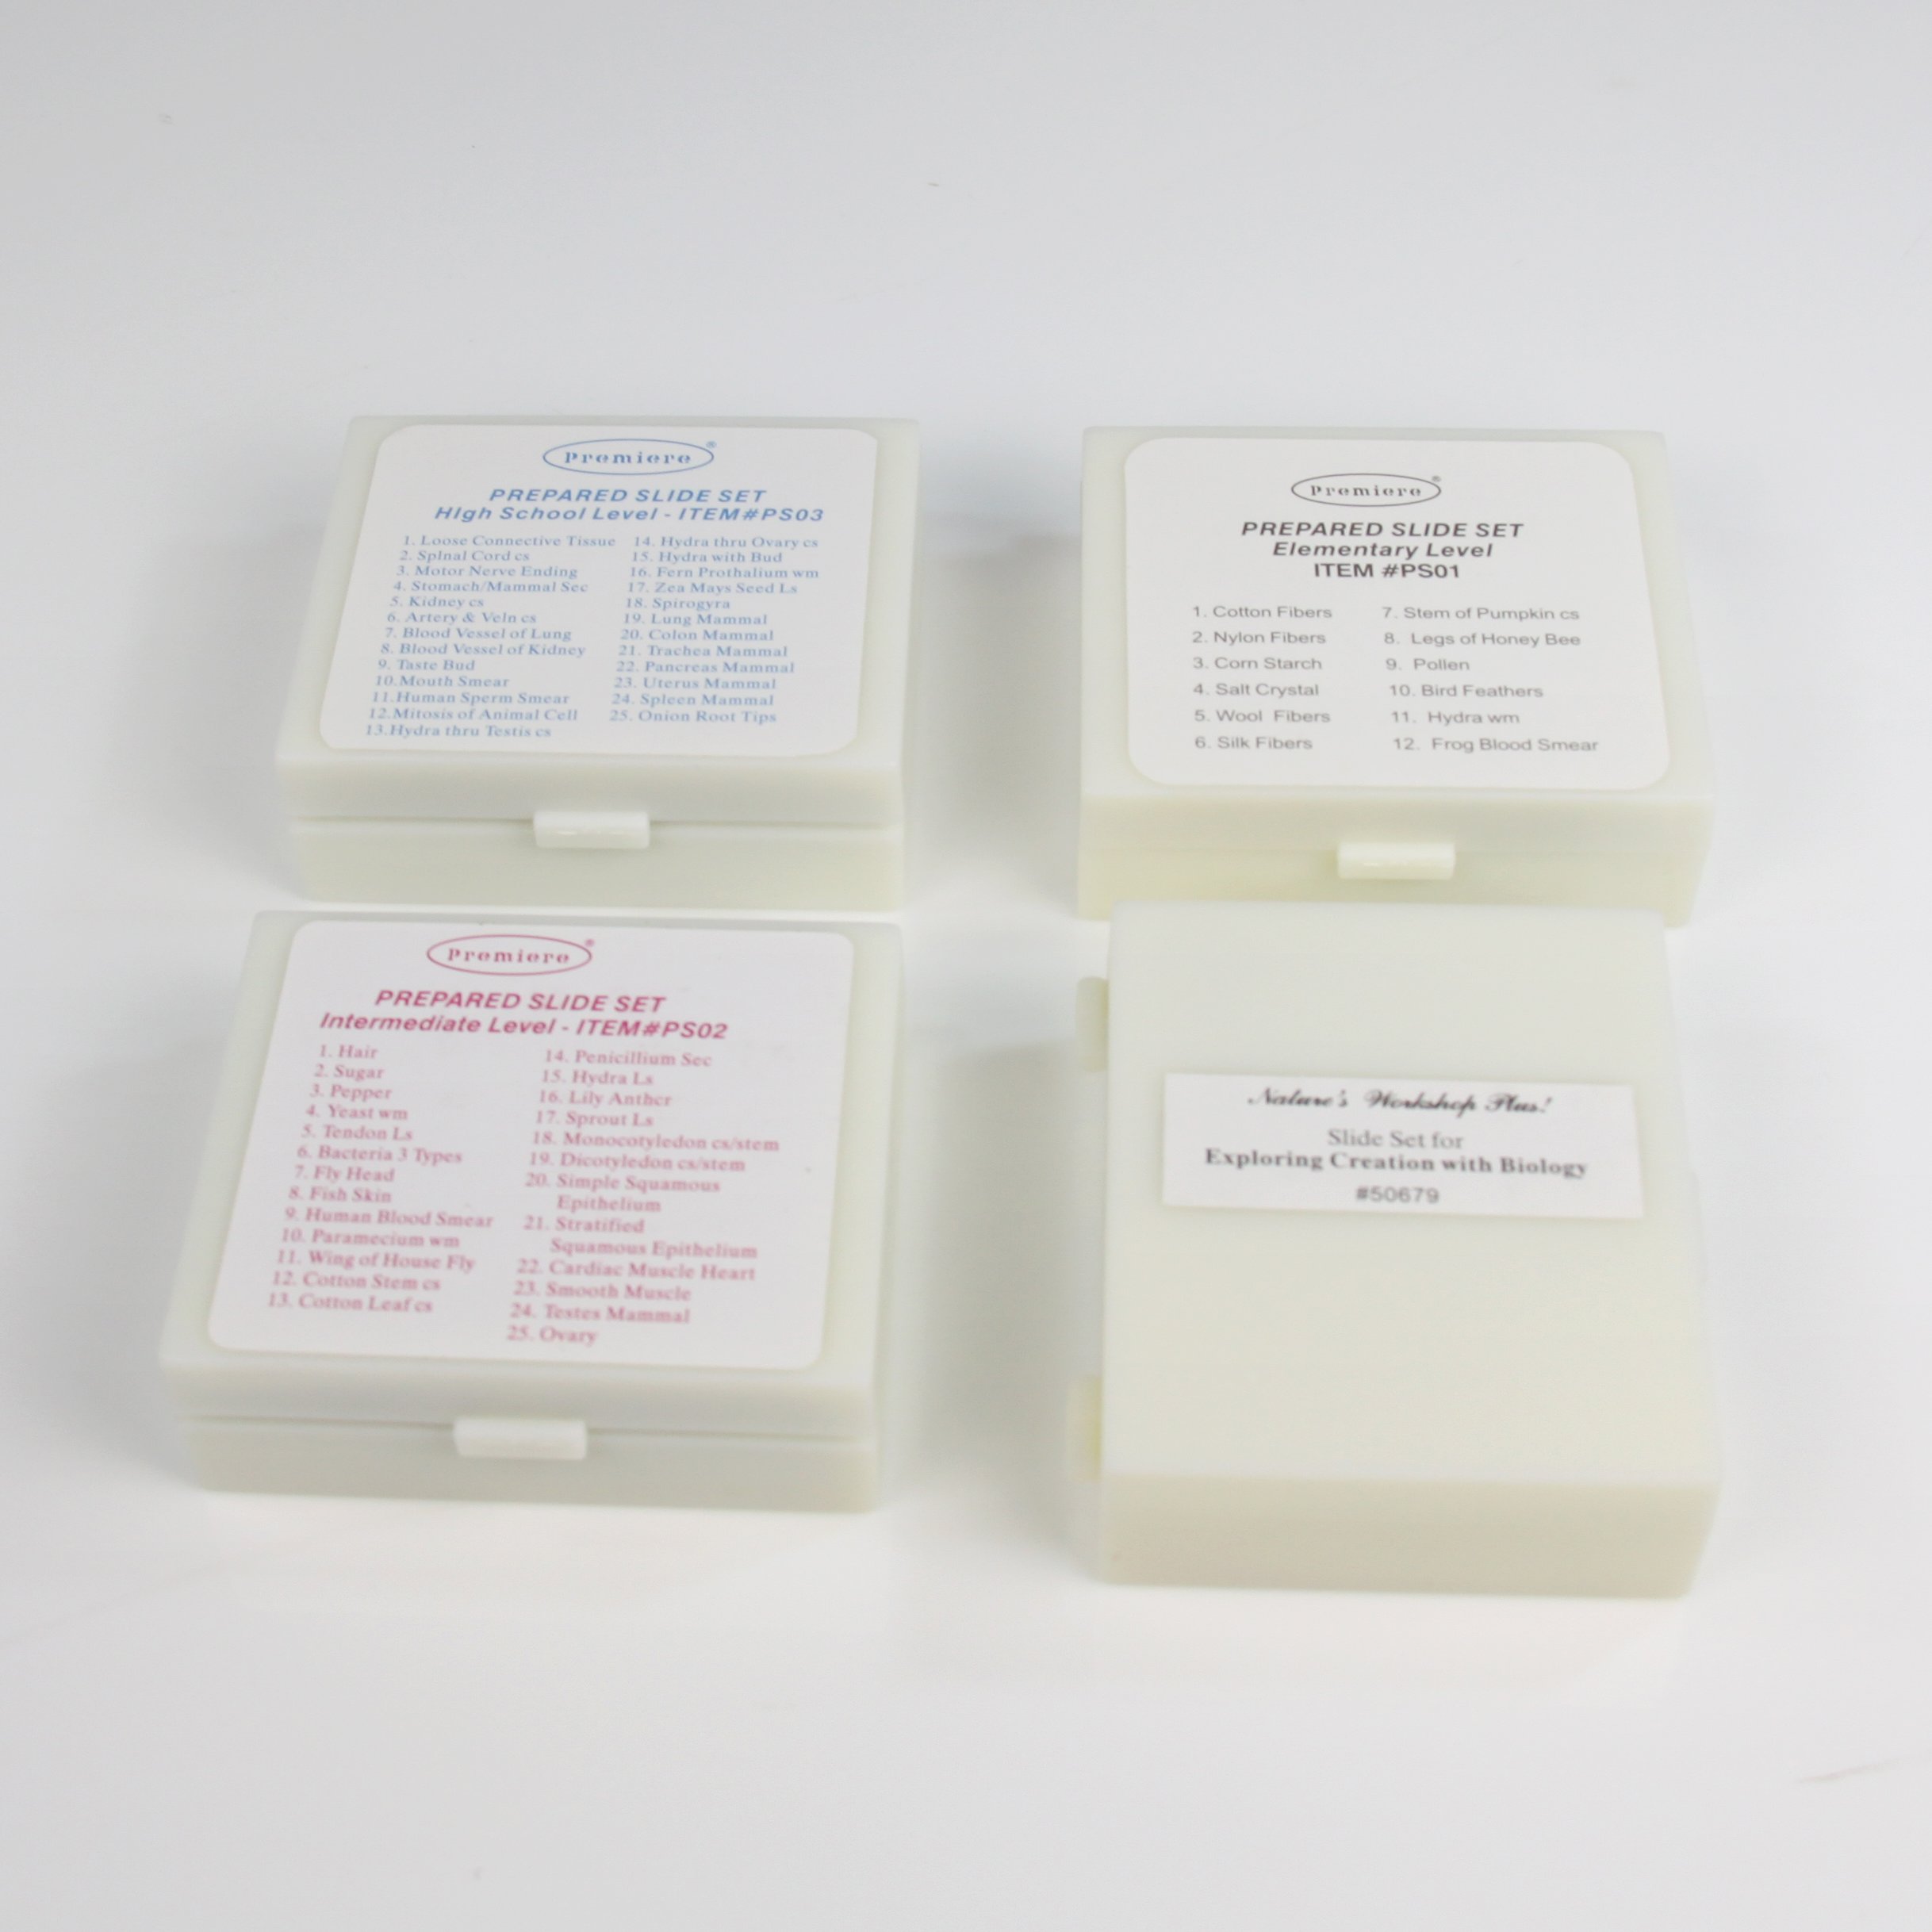 Premiere®
PREPARED SLIDE SET
HIgh School Level - ITEM#PS03
1. Loose Connective Tissue
2. Spinal Cord cs
3. Motor Nerve Ending
4. Stomach/Mammal Sec
5. Kidney cs
6. Artery & Vein cs
7. Blood Vessel of Lung
8. Blood Vessel of Kidney
9. Taste Bud
10.Mouth Smear
11.Human Sperm Smear
12.Mitosis of Animal Cell
13.Hydra thru Testis cs
14. Hydra thru Ovary cs
15. Hydra with Bud
16. Fern Prothalium wm
17. Zea Mays Seed Ls
18. Spirogyra
19. Lung Mammal
20. Colon Mammal
21. Trachea Mammal
22. Pancreas Mammal
23. Uterus Mammal
24. Spleen Mammal
25. Onion Root Tips
Premiere®
PREPARED SLIDE SET
Elementary Level
ITEM #PS01
1. Cotton Fibers
2. Nylon Fibers
3. Corn Starch
4. Salt Crystal
5. Wool Fibers
6. Silk Fibers
7. Stem of Pumpkin cs
8. Legs of Honey Bee
9. Pollen
10. Bird Feathers
11. Hydra wm
12. Frog Blood Smear
Premiere®
PREPARED SLIDE SET
Intermediate Level - ITEM#PS02
1. Hair
2. Sugar
3. Pepper
4. Yeast wm
5. Tendon Ls
6. Bacteria 3 Types
7. Fly Head
8. Fish Skin
9. Human Blood Smear
10. Paramecium wm
11. Wing of House Fly
12. Cotton Stem cs
13. Cotton Leaf cs
14. Penicillium Sec
15. Hydra Ls
16. Lily Anther
17. Sprout Ls
18. Monocotyledon cs/stem
19. Dicotyledon cs/stem
20. Simple Squamous
Epithelium
21. Stratified
Squamous Epithelium
22. Cardiac Muscle Heart
23. Smooth Muscle
24. Testes Mammal
25. Ovary
Nature's Workshop Plus!
Slide Set for
Exploring Creation with Biology
#50679